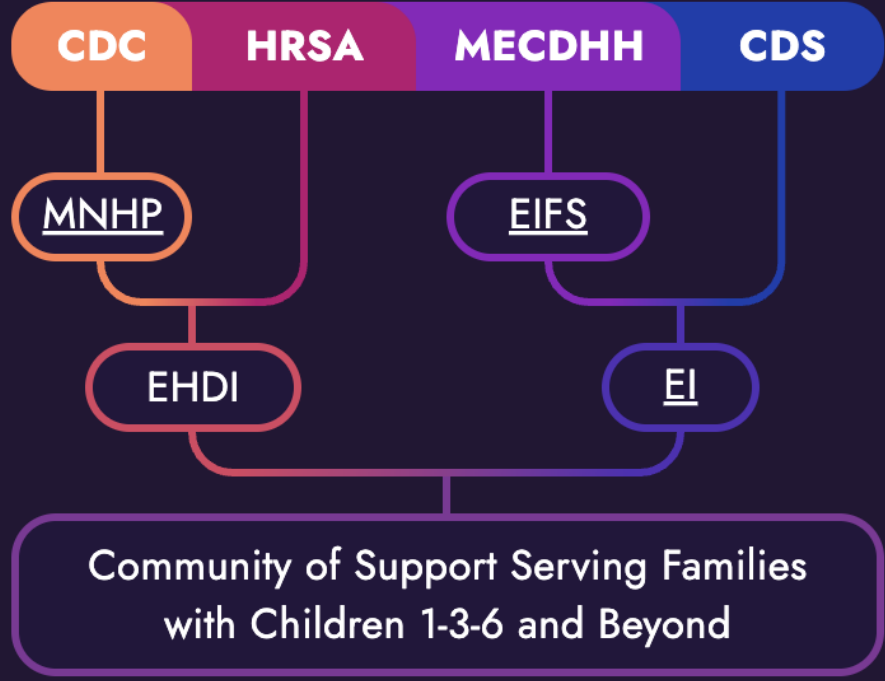 CDC HRSA MECDHH CDS
MNHP EIFS
EHDI EI
Community of Support Serving Families
with Children 1-3-6 and Beyond